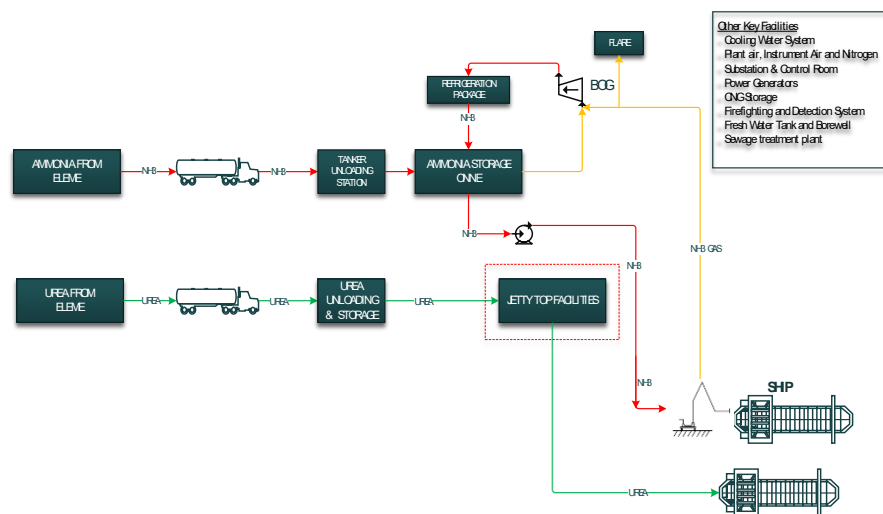 Other Key Facilities
Cooling Water System
Plant air, Instrument Air and Nitrogen
Substation & Control Room
Power Generators
CNG Storage
Firefighting and Detection System
Fresh Water Tank and Borewell
Sewage treatment plant
FLARE
BOG
REFRIGERATION
PACKAGE
NH3
AMMONIA FROM
ELEME
NH3
NH3
TANKER
UNLOADING
STATION
AMMONIA STORAGE
ONNE
NH3
NH3
NH3 GAS
UREA FROM
ELEME
UREA
UREA
UREA
UNLOADING
& STORAGE
UREA
JETTY TOP FACILITIES
NH3
SHIP
UREA